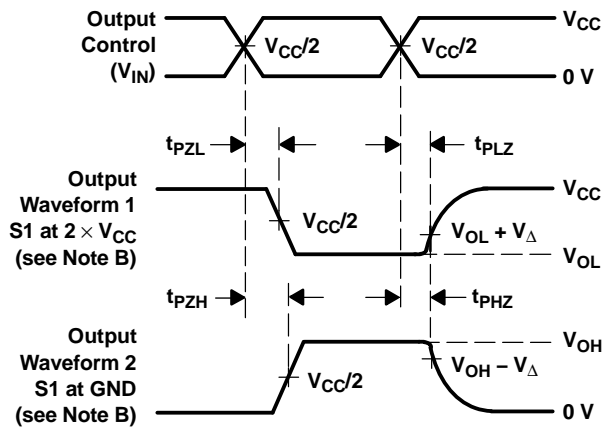 Output
Control
(VIN)
VCC/2
VCC/2
VCC
0 V
tPZL
tPLZ
Output
Waveform 1
S1 at 2 × VCC
(see Note B)
VCC/2
VCC
VOL + VΔ
VOL
tPZH
tPHZ
Output
Waveform 2
S1 at GND
(see Note B)
VCC/2
VOH
VOH − VΔ
0 V